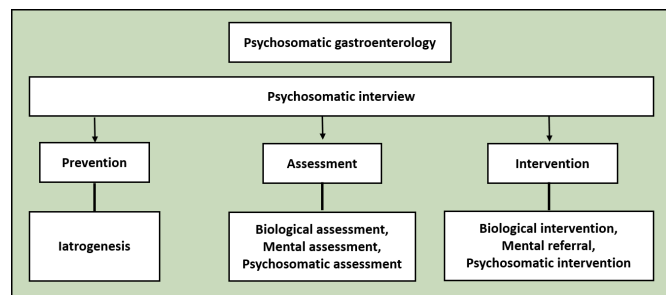 Psychosomatic gastroenterology
Psychosomatic interview
Prevention
Assessment
Intervention
Iatrogenesis
Biological assessment,
Mental assessment,
Psychosomatic assessment
Biological intervention,
Mental referral,
Psychosomatic intervention